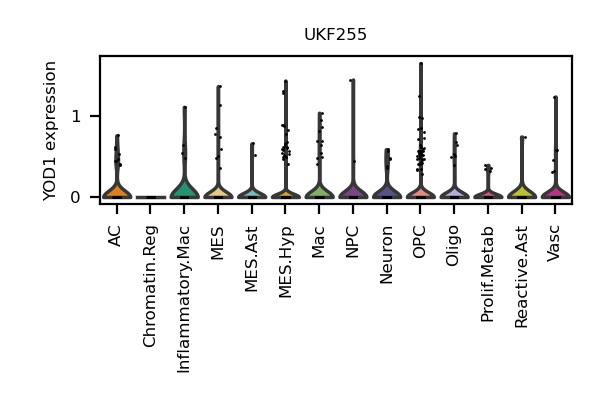 UKF255
YOD1 expression
1
0
AC
Chromatin.Reg
Inflammatory.Mac
MES
MES.Ast
MES.Hyp
Mac
NPC
Neuron
OPC
Oligo
Prolif.Metab
Reactive.Ast
Vasc